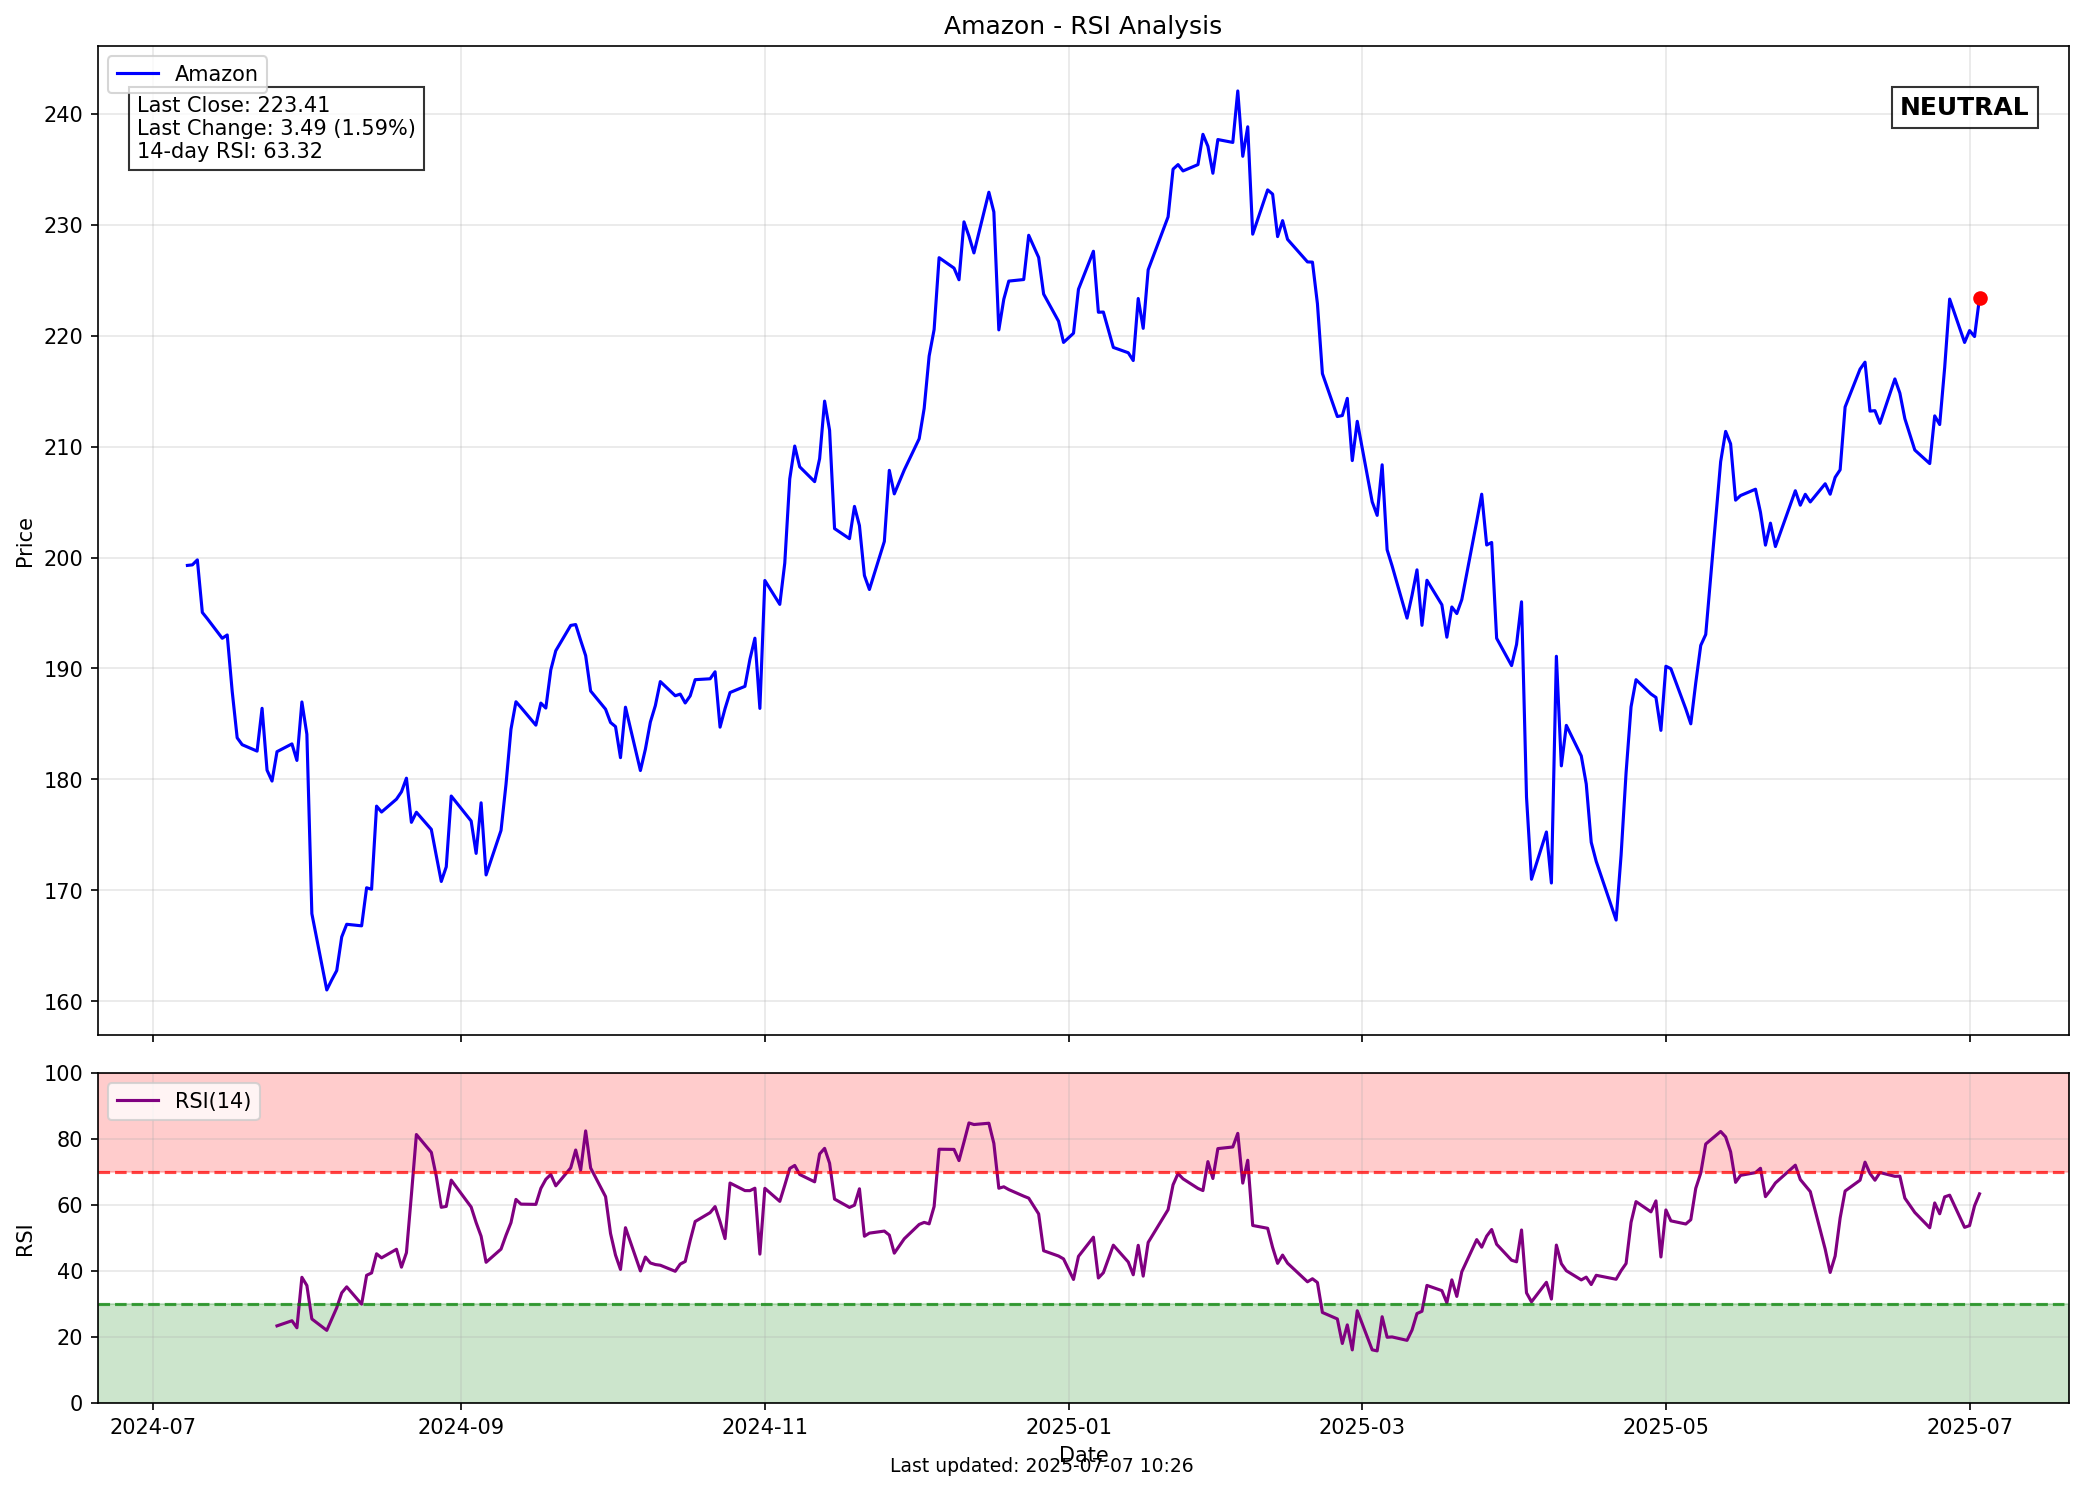 Amazon - RSI Analysis
Amazon
Last Close: 223.41
Last Change: 3.49 (1.59%)
14-day RSI: 63.32
NEUTRAL
240
230
220
210
200
190
180
170
160
Price
100
80
60
40
20
0
RSI
RSI(14)
2024-07
2024-09
2024-11
2025-01
2025-03
2025-05
2025-07
Date
Last updated: 2025-07-07 10:26